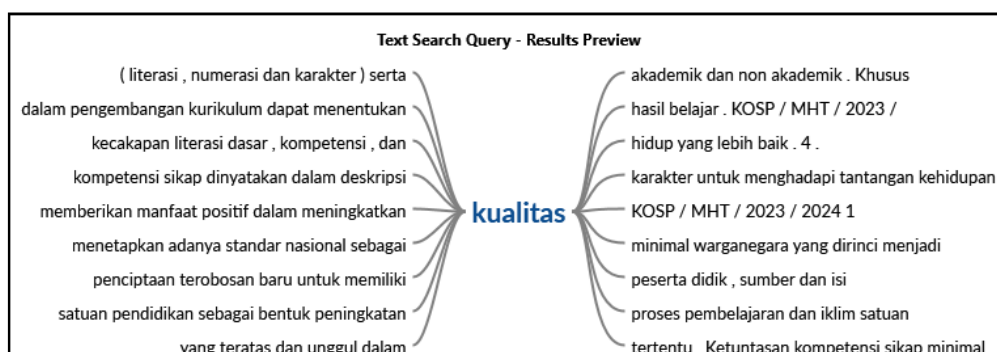 Text Search Query - Results Preview
( literasi , numerasi dan karakter ) serta
dalam pengembangan kurikulum dapat menentukan
kecakapan literasi dasar , kompetensi , dan
kompetensi sikap dinyatakan dalam deskripsi
memberikan manfaat positif dalam meningkatkan
menetapkan adanya standar nasional sebagai
penciptaan terobosan baru untuk memiliki
satuan pendidikan sebagai bentuk peningkatan
yang teratas dan unggul dalam
kualitas
akademik dan non akademik . Khusus
hasil belajar . KOSP / MHT / 2023 /
hidup yang lebih baik . 4 .
karakter untuk menghadapi tantangan kehidupan
KOSP / MHT / 2023 / 2024 1
minimal warganegara yang dirinci menjadi
peserta didik , sumber dan isi
proses pembelajaran dan iklim satuan
tertentu . Ketuntasan kompetensi sikap minimal